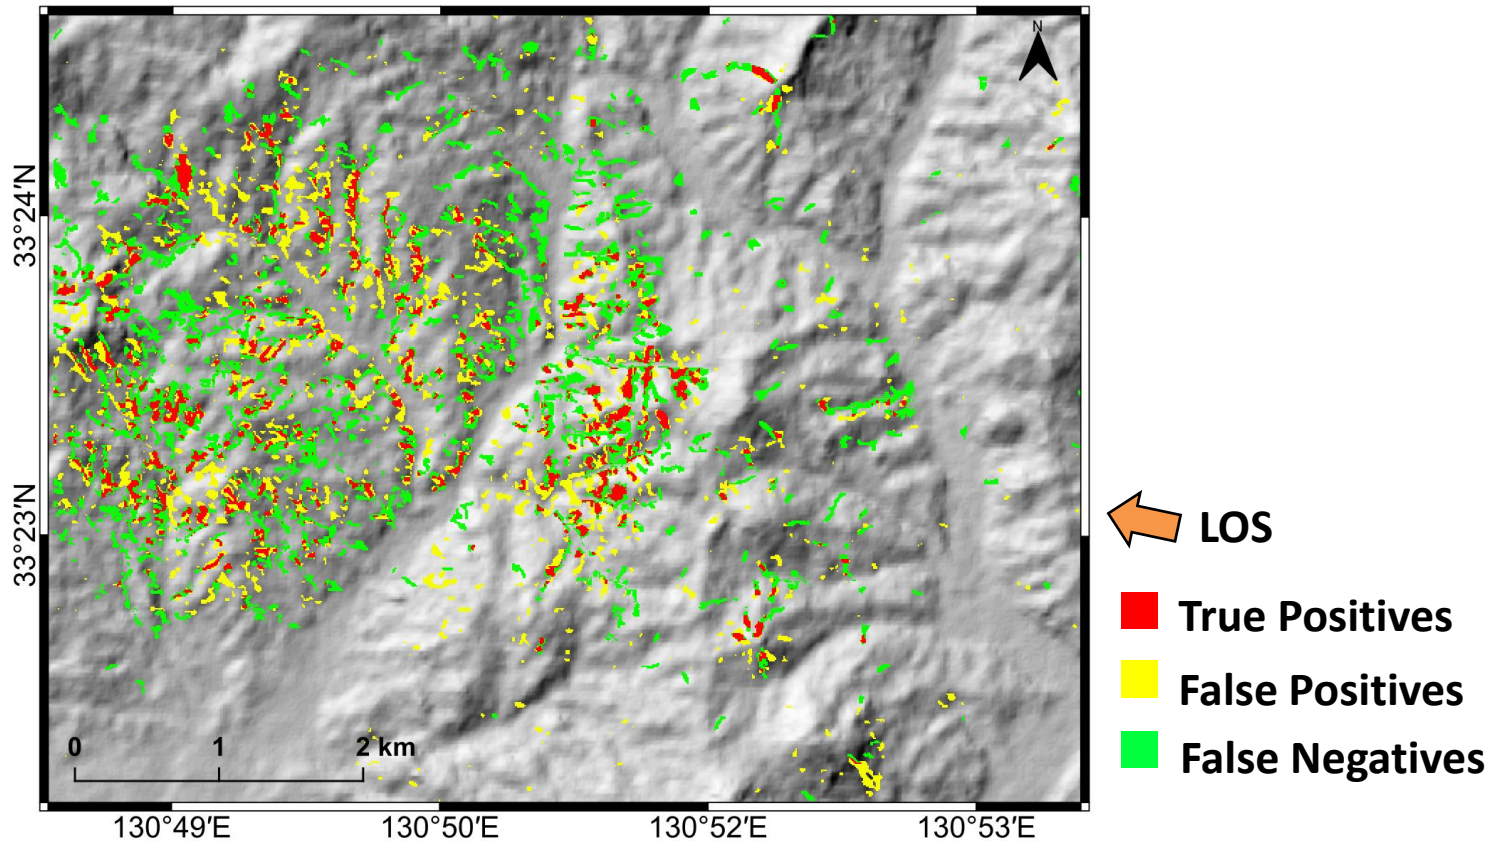 N
33°24′N
33°23′N
LOS
True Positives
False Positives
False Negatives
0 1 2 km
130°49′E 130°50′E 130°52′E 130°53′E